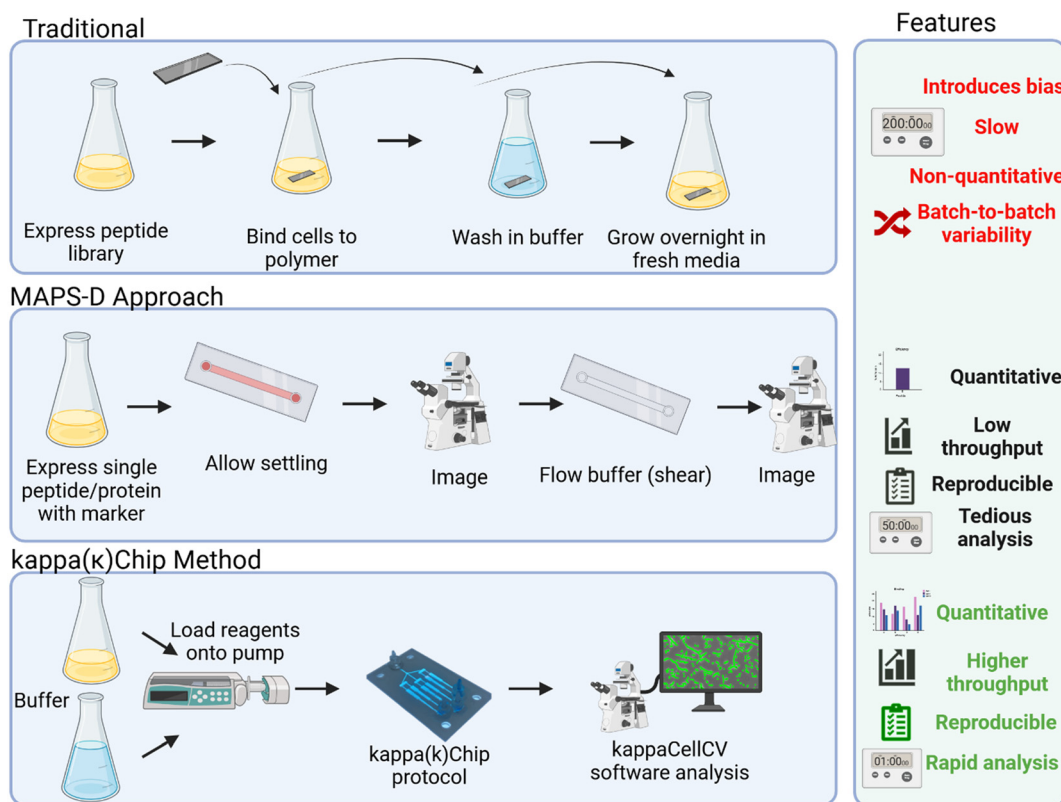 Traditional
Features
Express peptide
library
Bind cells to
polymer
Wash in buffer
Grow overnight in
fresh media
Introduces bias
200:0000
Slow
Non-quantitative
Batch-to-batch
variability
MAPS-D Approach
Express single
peptide/protein
with marker
Allow settling
Image
Flow buffer (shear)
Image
Quantitative
Low
throughput
Reproducible
50:0000
Tedious
analysis
kappa(κ)Chip Method
Load reagents
onto pump
Buffer
kappa(k)Chip
protocol
kappaCellCV
software analysis
Quantitative
Higher
throughput
Reproducible
01:0000
Rapid analysis